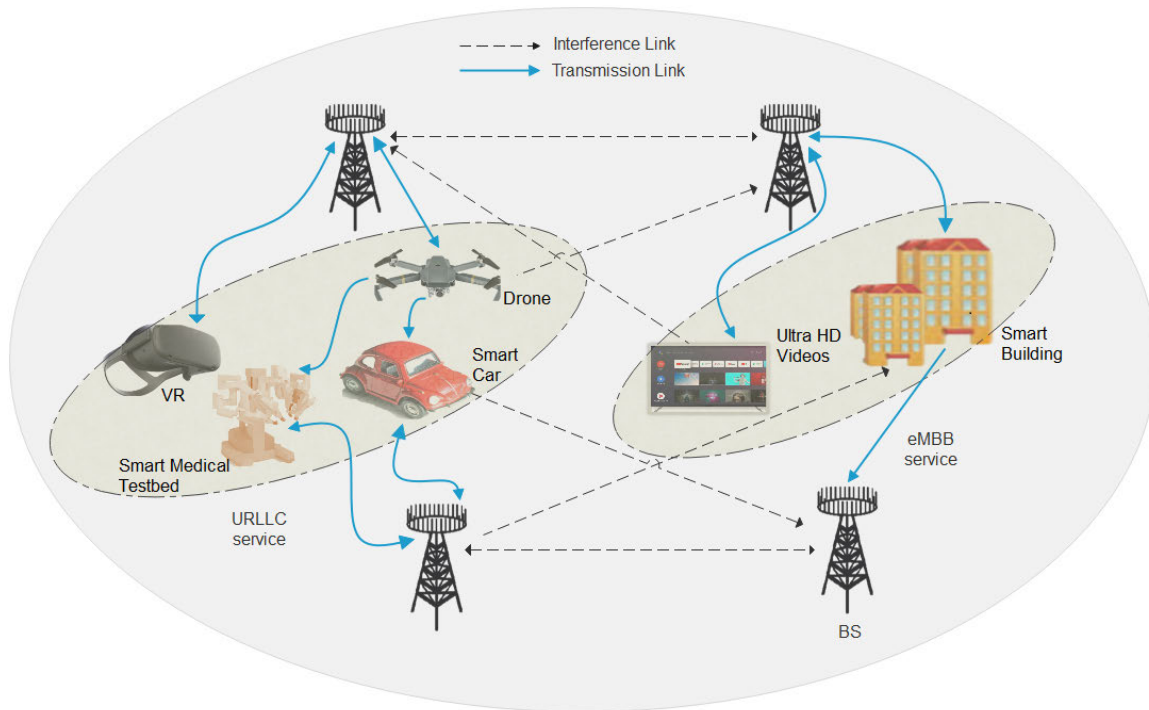 Interference Link
Transmission Link
Drone
VR
Smart
Car
Smart Medical
Testbed
URLLC
service
Ultra HD
Videos
Smart
Building
eMBB
service
BS